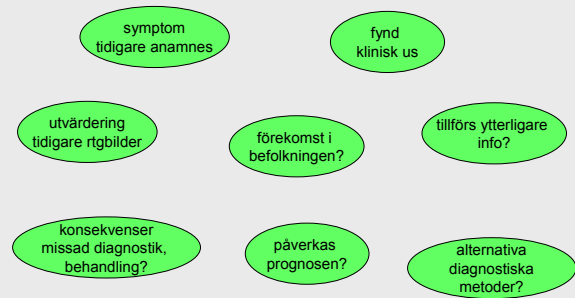 symptom
tidigare anamnes
fynd
klinisk us
utvärdering
tidigare rtgbilder
förekomst i
befolkningen?
tillförs ytterligare
info?
konsekvenser
missad diagnostik,
behandling?
påverkas
prognosen?
alternativa
diagnostiska
metoder?